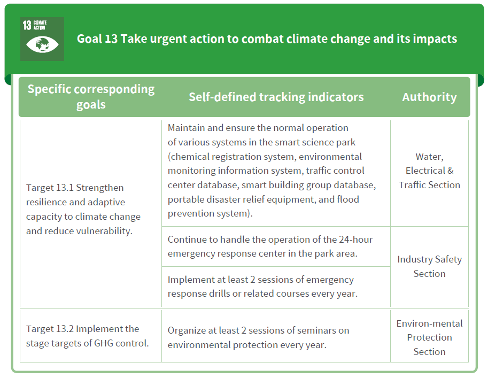 13 CLIMATE
ACTION
Goal 13 Take urgent action to combat climate change and its impacts
Specific corresponding
goals
Self-defined tracking indicators
Authority
Target 13.1 Strengthen
resilience and adaptive
capacity to climate change
and reduce vulnerability.
Maintain and ensure the normal operation
of various systems in the smart science park
(chemical registration system, environmental
monitoring information system, traffic control
center database, smart building group database,
portable disaster relief equipment, and flood
prevention system).
Water,
Electrical &
Traffic Section
Continue to handle the operation of the 24-hour
emergency response center in the park area.
Implement at least 2 sessions of emergency
response drills or related courses every year.
Industry Safety
Section
Target 13.2 Implement the
stage targets of GHG control.
Organize at least 2 sessions of seminars on
environmental protection every year.
Environ-mental
Protection
Section